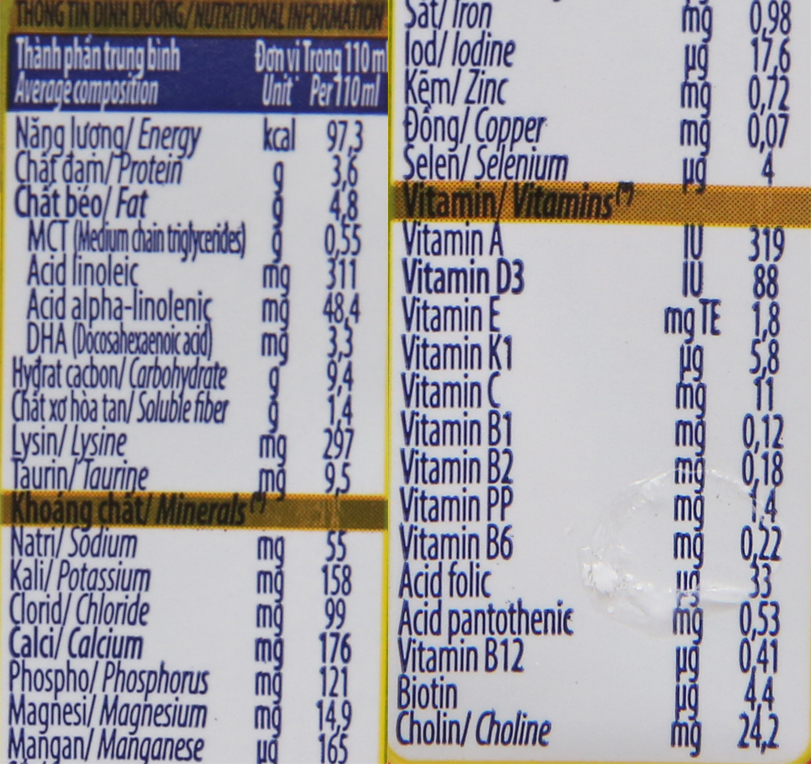 THÔNG TIN DINH DƯỠNG/ NUTRITIONAL INFORMATION
Thành phần trung bình Đơn vị Trong 110 ml
Average composition Unit Per 110 ml
Năng lượng/ Energy kcal 97,3
Chất đạm/ Protein g 3,6
Chất béo/ Fat g 4,8
MCT (Medium chain triglycerides) g 0,55
Acid linoleic mg 311
Acid alpha-linolenic mg 48,4
DHA (Docosahexaenoic acid) mg 3,3
Hydrat cacbon/ Carbohydrate g 9,4
Chất xơ hòa tan/ Soluble fiber g 1,4
Lysin/ Lysine mg 297
Taurin/ Taurine mg 9,5
Khoáng chất/ Minerals(*)
Natri/ Sodium mg 55
Kali/ Potassium mg 158
Clorid/ Chloride mg 99
Calci/ Calcium mg 176
Phospho/ Phosphorus mg 121
Magnesi/ Magnesium mg 14,9
Mangan/ Manganese µg 165
Sắt/ Iron mg 0,98
Iod/ Iodine µg 17,6
Kẽm/ Zinc mg 0,72
Đồng/ Copper mg 0,07
Selen/ Selenium µg 4
Vitamin/ Vitamins(*)
Vitamin A IU 319
Vitamin D3 IU 88
Vitamin E mg TE 1,8
Vitamin K1 µg 5,8
Vitamin C mg 11
Vitamin B1 mg 0,12
Vitamin B2 mg 0,18
Vitamin PP mg 1,4
Vitamin B6 mg 0,22
Acid folic µg 33
Acid pantothenic mg 0,53
Vitamin B12 µg 0,41
Biotin µg 4,4
Cholin/ Choline mg 24,2